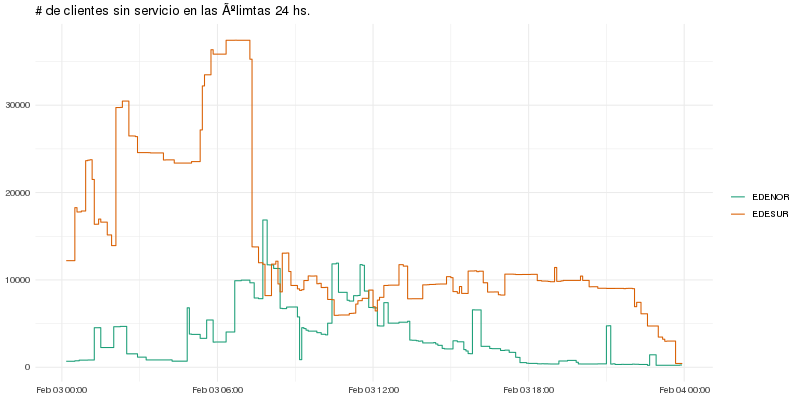 # de clientes sin servicio en las Ãºlimtas 24 hs.
30000
20000
10000
0
Feb 03 00:00
Feb 03 06:00
Feb 03 12:00
Feb 03 18:00
Feb 04 00:00
EDENOR
EDESUR